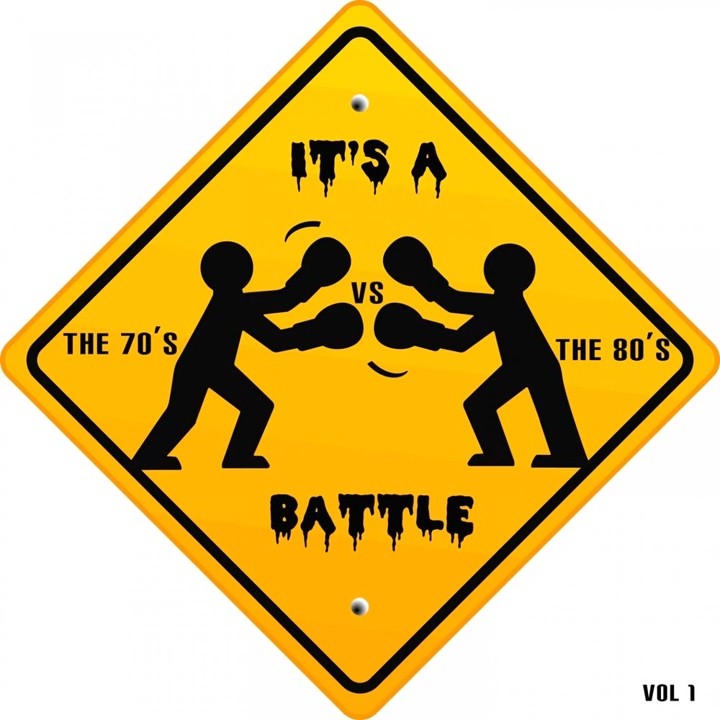 IT'S A
VS
THE 70'S
THE 80'S
BATTLE
VOL 1